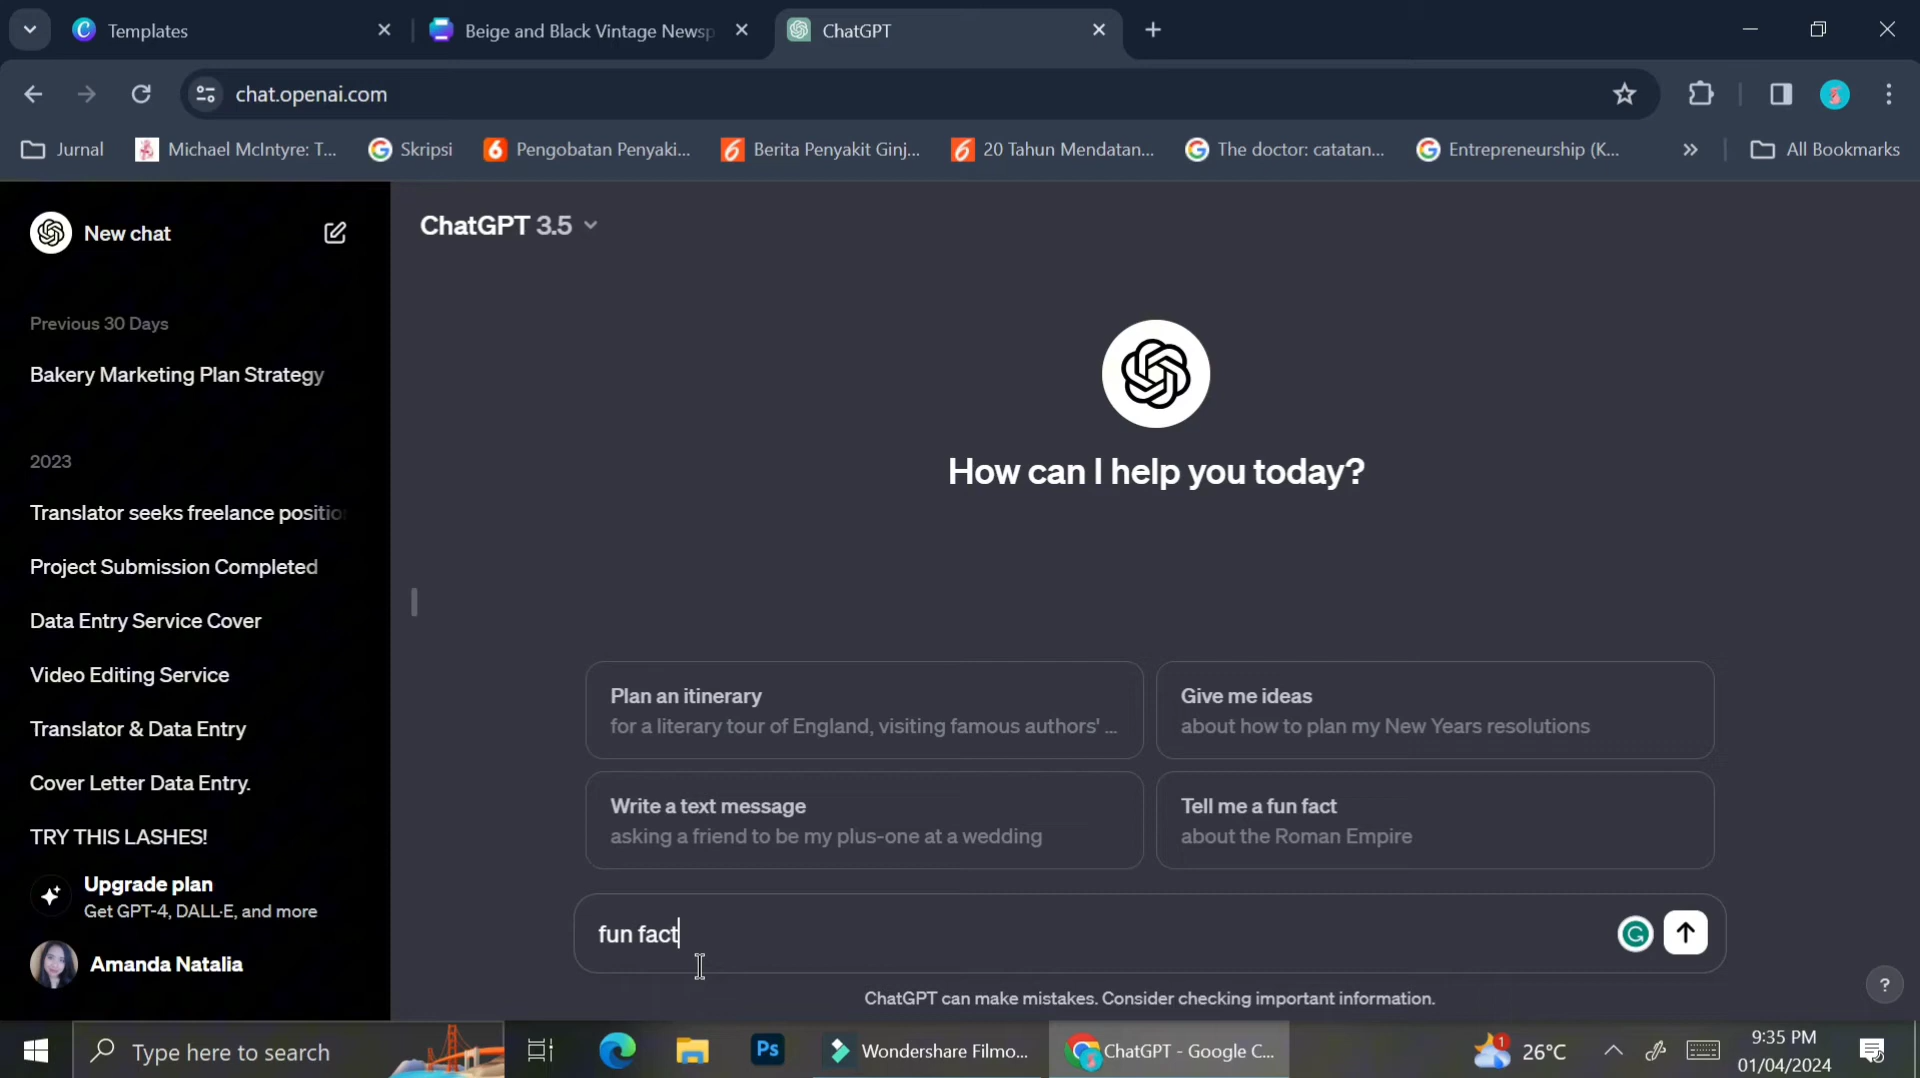 Templates
Beige and Black Vintage Newsp
ChatGPT
chat.openai.com
Jurnal
Michael McIntyre: T...
Skripsi
Pengobatan Penyaki...
Berita Penyakit Ginj...
20 Tahun Mendatan...
The doctor: catatan...
Entrepreneurship (K...
»
All Bookmarks
New chat
ChatGPT 3.5
Previous 30 Days
Bakery Marketing Plan Strategy
2023
Translator seeks freelance position
Project Submission Completed
Data Entry Service Cover
Video Editing Service
Translator & Data Entry
Cover Letter Data Entry.
TRY THIS LASHES!
Upgrade plan
Get GPT-4, DALL·E, and more
Amanda Natalia
How can I help you today?
Plan an itinerary
for a literary tour of England, visiting famous authors' ...
Give me ideas
about how to plan my New Years resolutions
Write a text message
asking a friend to be my plus-one at a wedding
Tell me a fun fact
about the Roman Empire
fun fact
ChatGPT can make mistakes. Consider checking important information.
?
Type here to search
Ps
Wondershare Filmo...
ChatGPT - Google C...
1
26°C
9:35 PM
01/04/2024